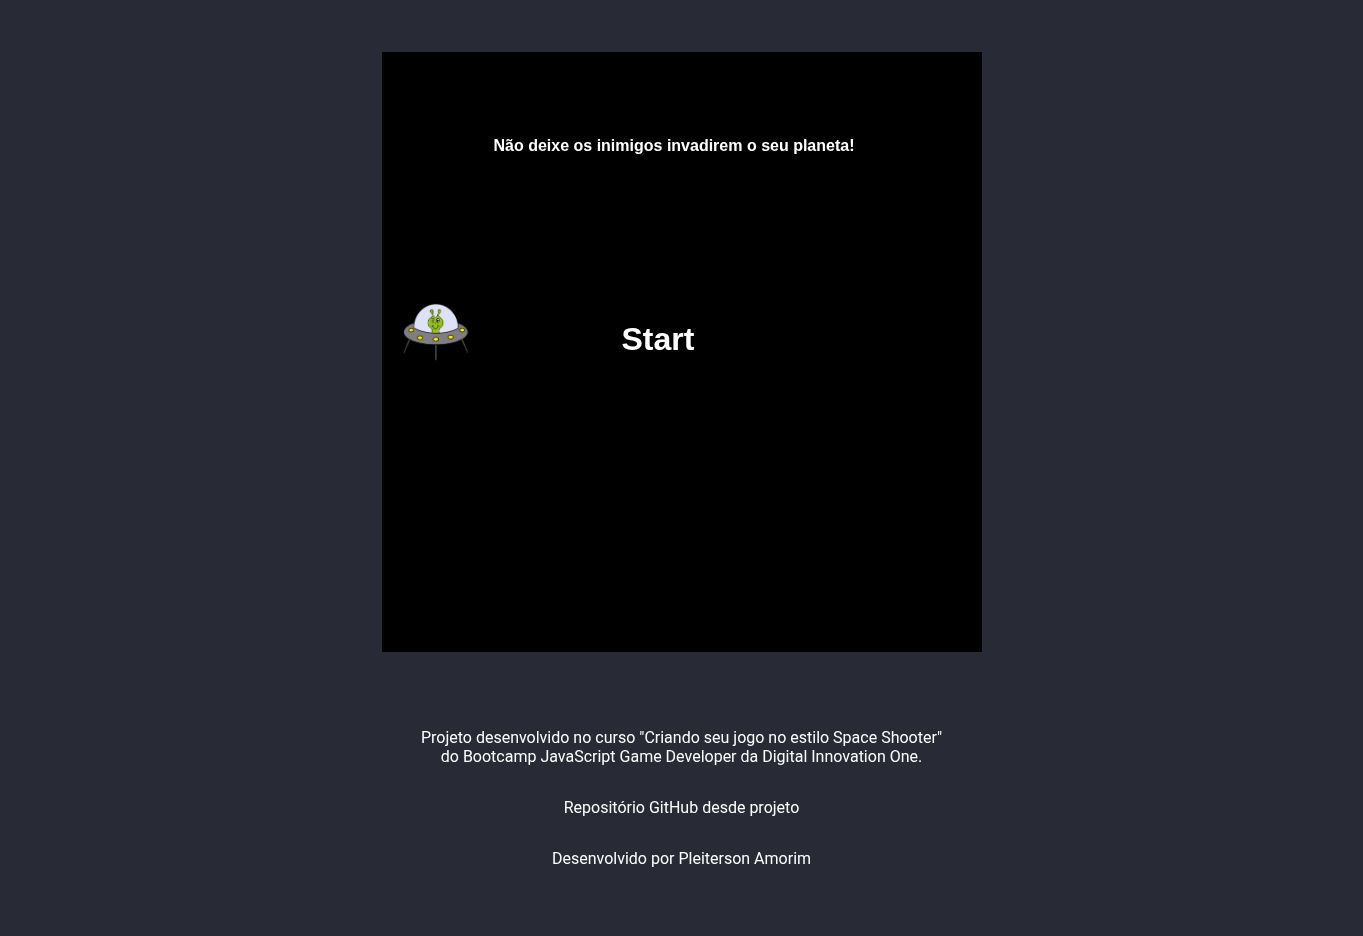 Não deixe os inimigos invadirem o seu planeta!
Start
Projeto desenvolvido no curso "Criando seu jogo no estilo Space Shooter"
do Bootcamp JavaScript Game Developer da Digital Innovation One.
Repositório GitHub desde projeto
Desenvolvido por Pleiterson Amorim